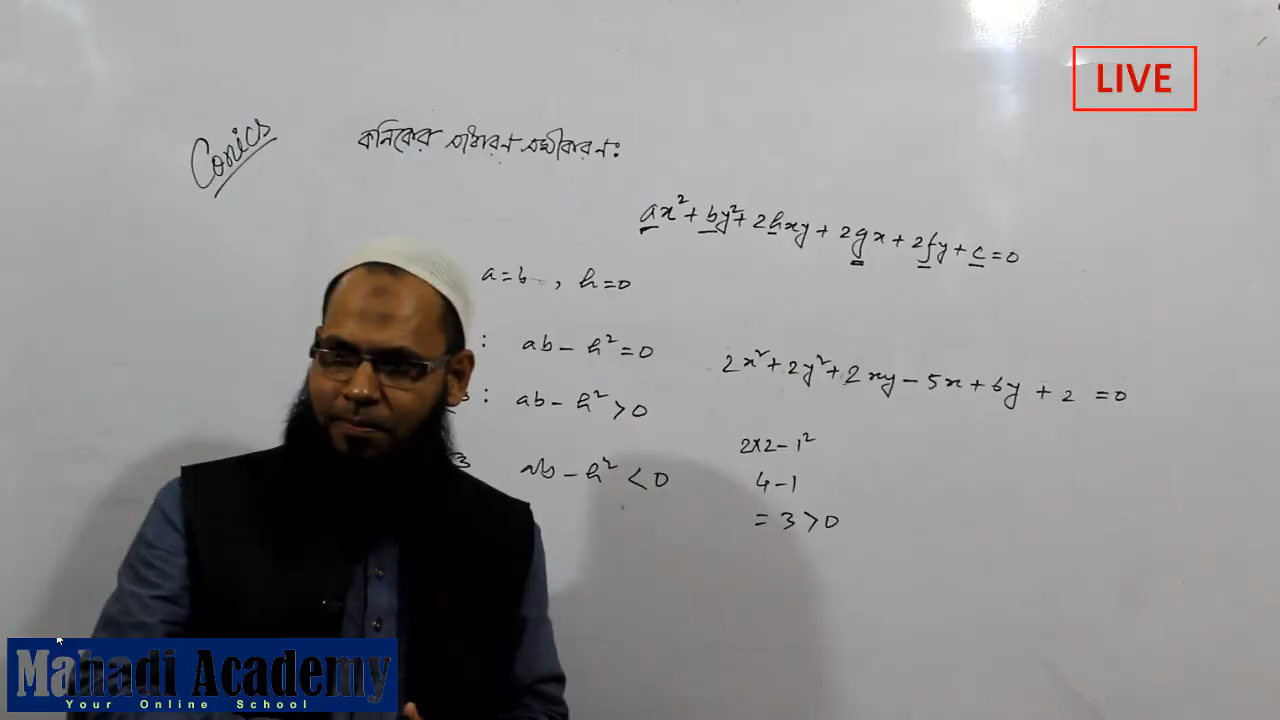 LIVE
Conics
কনিকের সাধারণ সমীকরণ:
ax² + by² + 2hxy + 2gx + 2fy + c = 0
a = b , h = 0
: ab - h² = 0
2x² + 2y² + 2xy - 5x + 6y + 2 = 0
: ab - h² > 0
2x2 - 1²
ab - h² < 0
4 - 1
= 3 > 0
Mahadi Academy
Your Online School